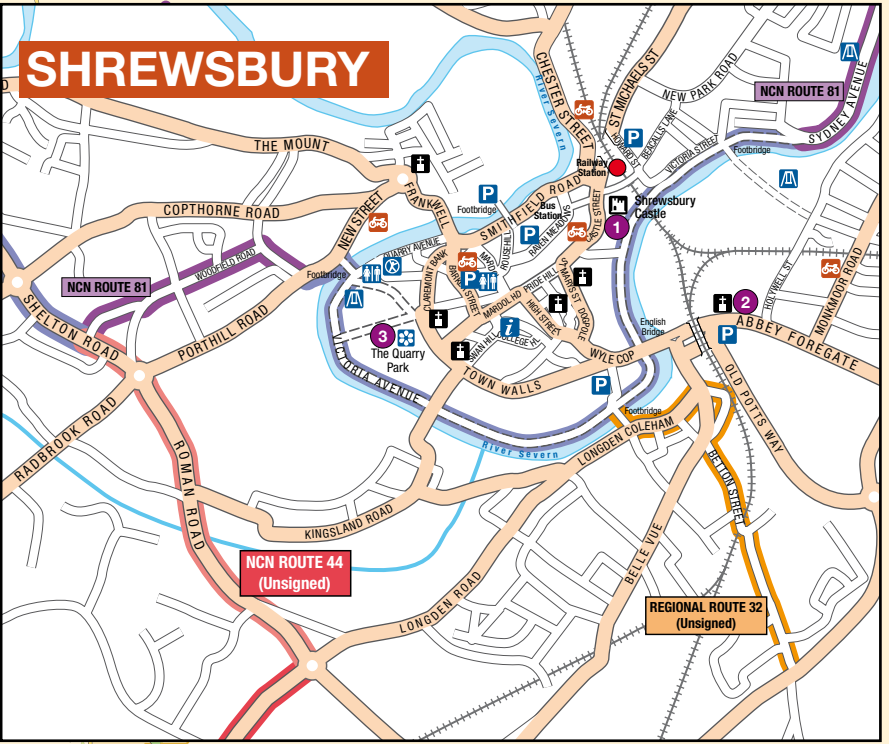 SHREWSBURY
CHESTER STREET
River Severn
ST MICHAELS ST
NEW PARK ROAD
NCN ROUTE 81
SYDNEY AVENUE
HOWARD ST
BEACALLS LANE
VICTORIA STREET
Footbridge
P
THE MOUNT
Railway
Station
FRANKWELL
P
Footbridge
SMITHFIELD ROAD
Bus
Station
P
CASTLE STREET
Shrewsbury
Castle
1
COPTHORNE ROAD
NEW STREET
RAVEN MEADOWS
ROUSHILL
QUARRY AVENUE
WOODFIELD ROAD
NCN ROUTE 81
Footbridge
CLAREMONT BANK
P
PRIDE HILL
ST MARYS ST
DOGPOLE
HOLYWELL ST
MONKMOOR ROAD
SHELTON ROAD
PORTHILL ROAD
MARDOL HD
HIGH STREET
2
ABBEY FOREGATE
P
English
Bridge
3
The Quarry
Park
i
SWAN HILL
COLLEGE HL
WYLE COP
VICTORIA AVENUE
TOWN WALLS
P
OLD POTTS WAY
RADBROOK ROAD
Footbridge
LONGDEN COLEHAM
River Severn
ROMAN ROAD
BETTON STREET
KINGSLAND ROAD
BELLE VUE
NCN ROUTE 44
(Unsigned)
LONGDEN ROAD
REGIONAL ROUTE 32
(Unsigned)